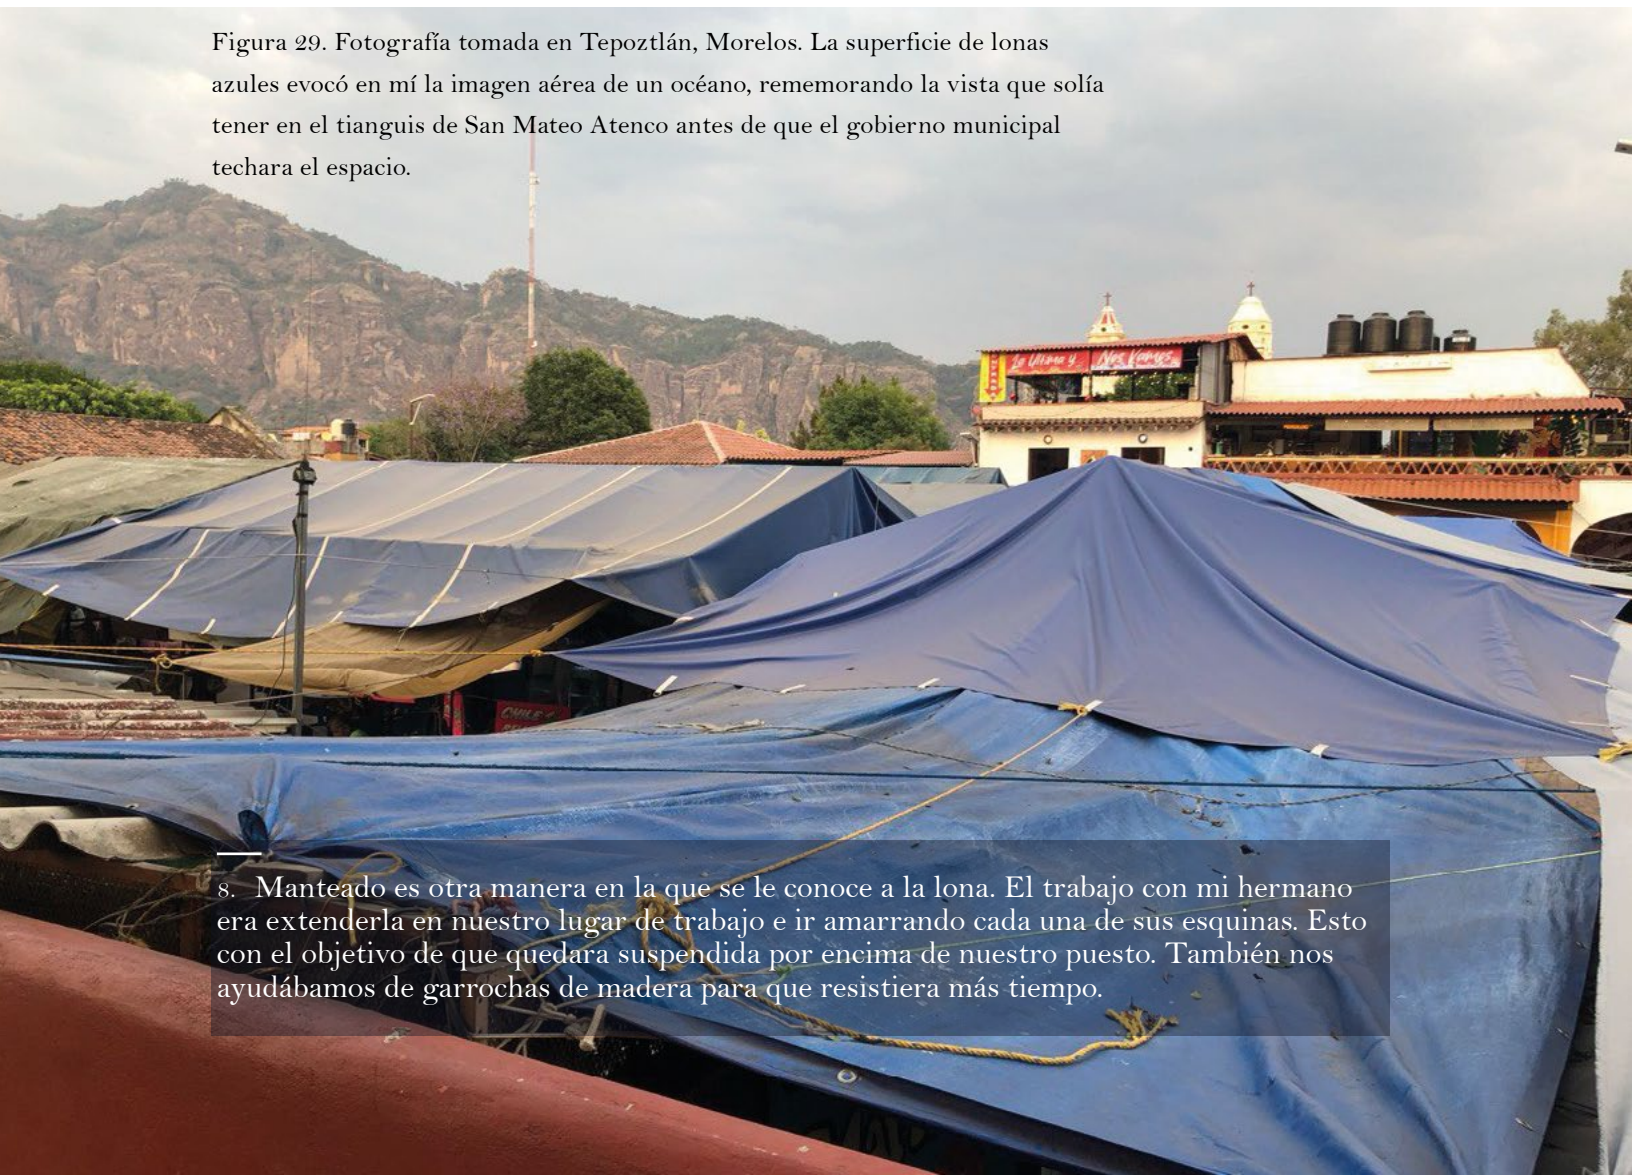 Figura 29. Fotografía tomada en Tepoztlán, Morelos. La superficie de lonas
azules evocó en mí la imagen aérea de un océano, rememorando la vista que solía
tener en el tianguis de San Mateo Atenco antes de que el gobierno municipal
techara el espacio.
La Última y Nos Vamos
CHILE
8. Manteado es otra manera en la que se le conoce a la lona. El trabajo con mi hermano
era extenderla en nuestro lugar de trabajo e ir amarrando cada una de sus esquinas. Esto
con el objetivo de que quedara suspendida por encima de nuestro puesto. También nos
ayudábamos de garrochas de madera para que resistiera más tiempo.